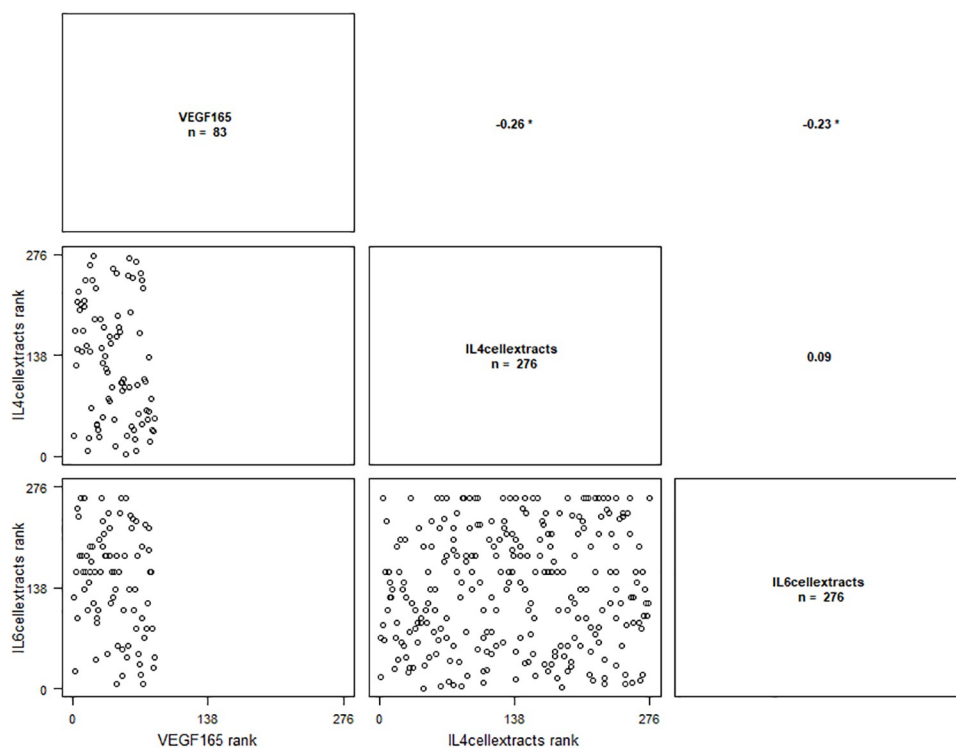 VEGF165
n = 83
-0.26 *
-0.23 *
276
138
0
IL4cellextracts rank
IL4cellextracts
n = 276
0.09
276
138
0
IL6cellextracts rank
IL6cellextracts
n = 276
0 138 276
VEGF165 rank
0 138 276
IL4cellextracts rank